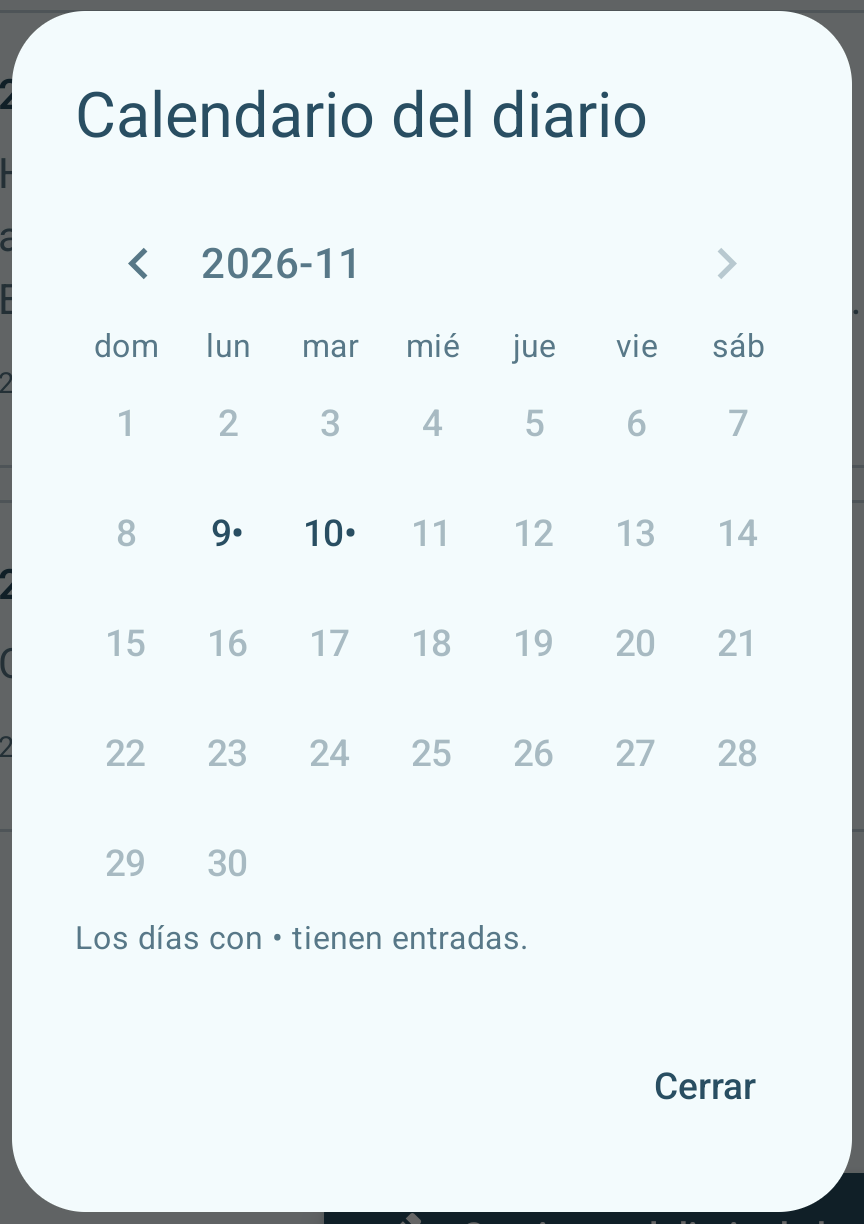 Calendario del diario
2026-11
dom lun mar mié jue vie sáb
1 2 3 4 5 6 7
8 9• 10• 11 12 13 14
15 16 17 18 19 20 21
22 23 24 25 26 27 28
29 30
Los días con • tienen entradas.
Cerrar